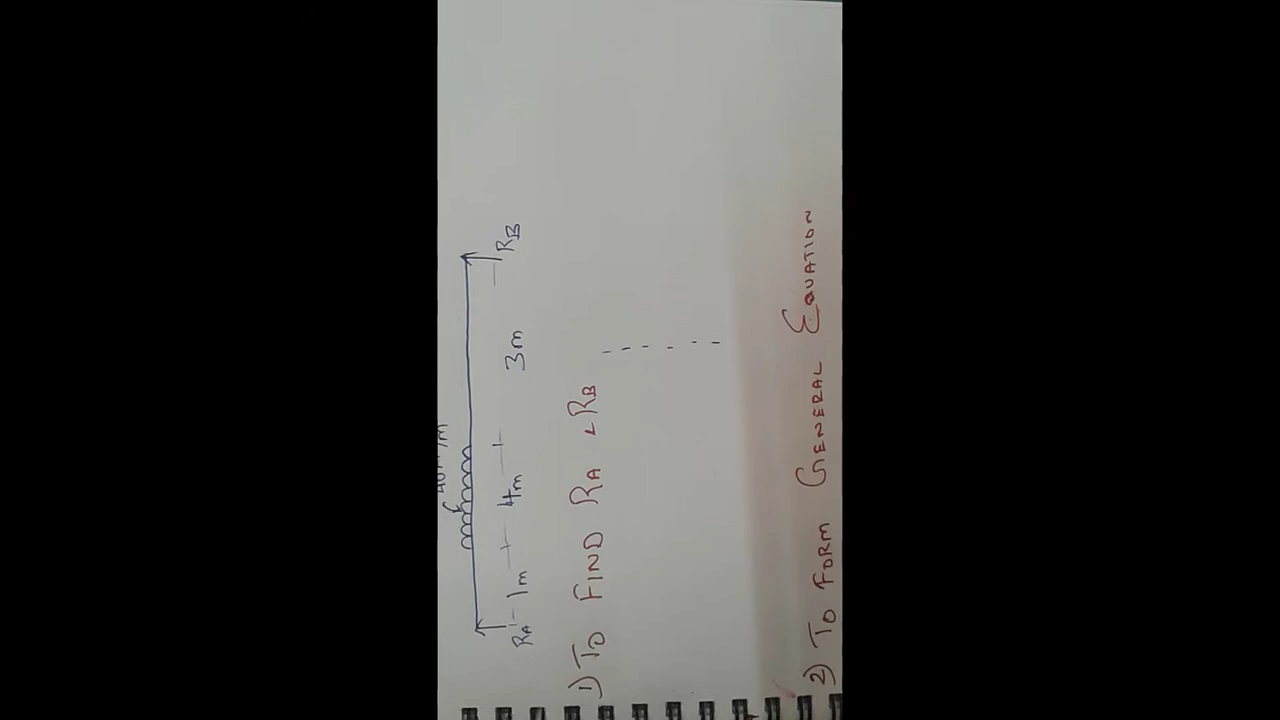 RA 1m 4m 3m RB
1) TO FIND RA & RB
2) TO FORM GENERAL EQUATION